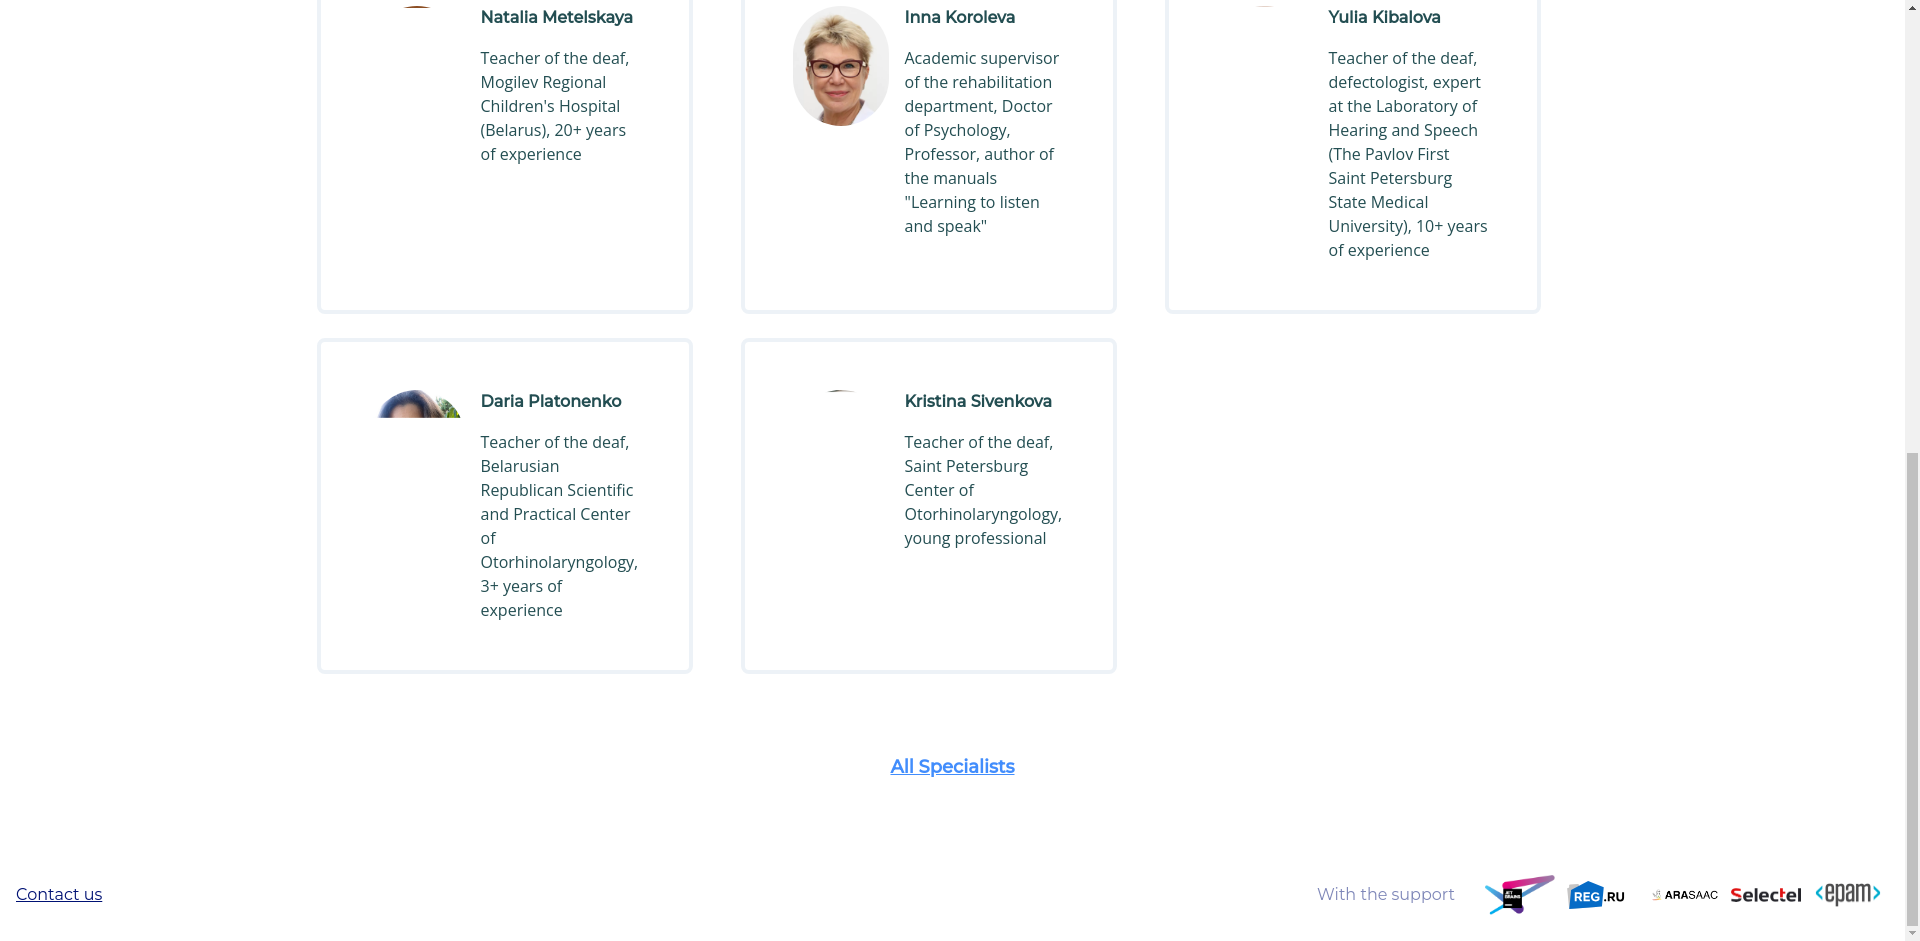 Natalia Metelskaya
Teacher of the deaf,
Mogilev Regional
Children's Hospital
(Belarus), 20+ years
of experience
Inna Koroleva
Academic supervisor
of the rehabilitation
department, Doctor
of Psychology,
Professor, author of
the manuals
"Learning to listen
and speak"
Yulia Kibalova
Teacher of the deaf,
defectologist, expert
at the Laboratory of
Hearing and Speech
(The Pavlov First
Saint Petersburg
State Medical
University), 10+ years
of experience
Daria Platonenko
Teacher of the deaf,
Belarusian
Republican Scientific
and Practical Center
of
Otorhinolaryngology,
3+ years of
experience
Kristina Sivenkova
Teacher of the deaf,
Saint Petersburg
Center of
Otorhinolaryngology,
young professional
All Specialists
Contact us
With the support
JET
BRAINS
REG.RU
ARASAAC
Selectel
<epam>